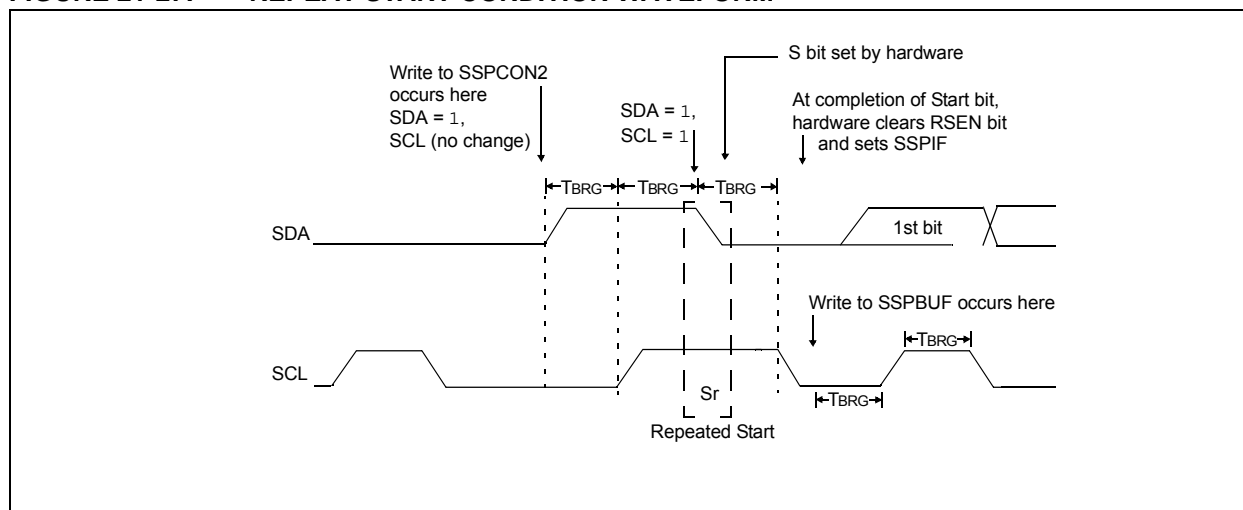 S bit set by hardware
Write to SSPCON2
occurs here
SDA = 1,
SCL (no change)
SDA = 1,
SCL = 1
At completion of Start bit,
hardware clears RSEN bit
and sets SSPIF
TBRG TBRG TBRG
SDA
1st bit
Write to SSPBUF occurs here
TBRG
SCL
Sr
TBRG
Repeated Start